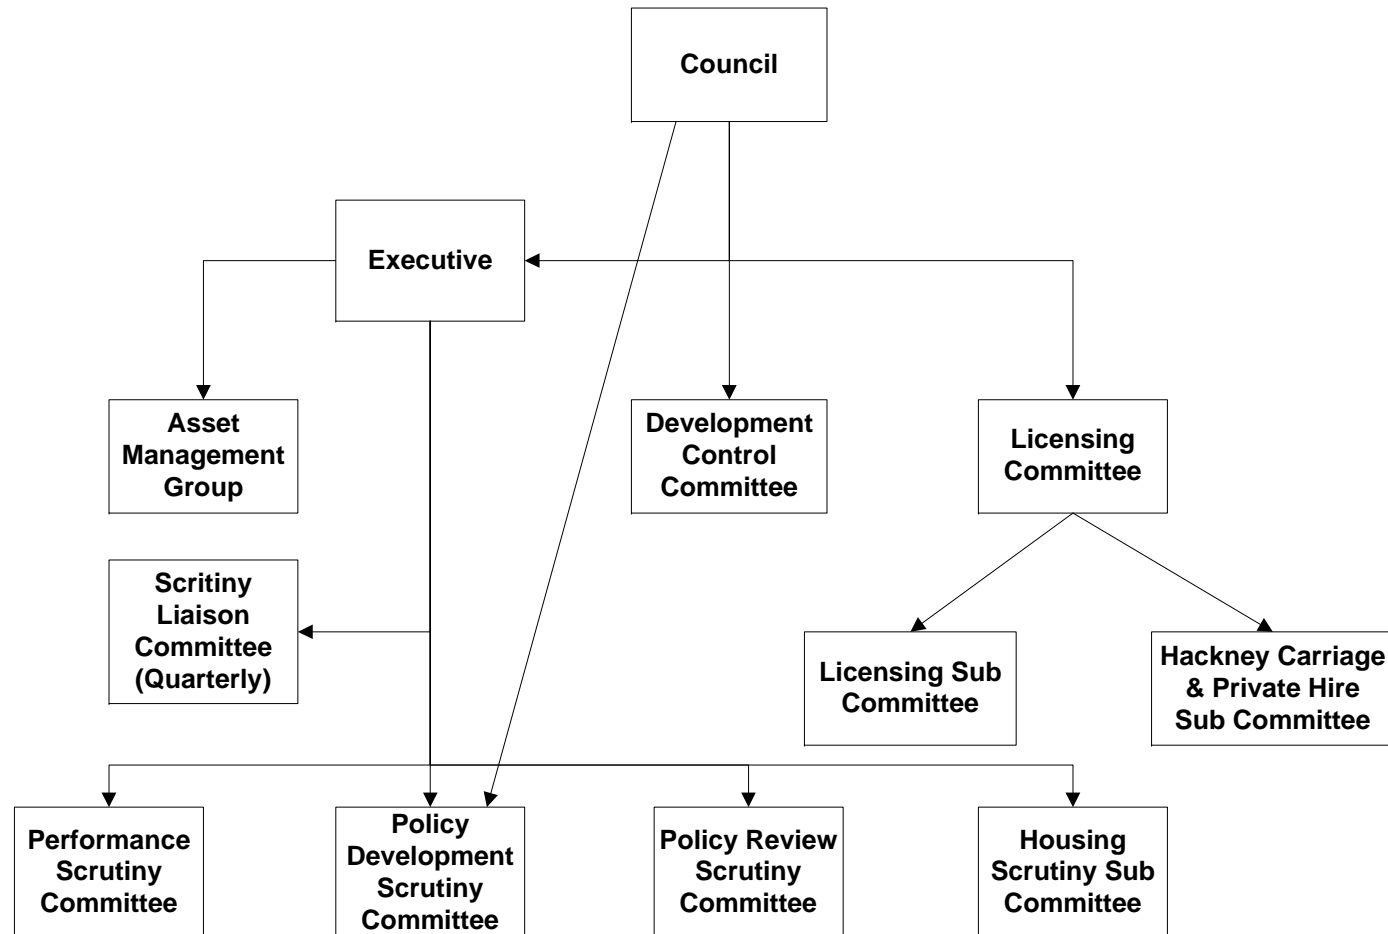 Council
Executive
Asset
Management
Group
Development
Control
Committee
Licensing
Committee
Scritiny
Liaison
Committee
(Quarterly)
Licensing Sub
Committee
Hackney Carriage
& Private Hire
Sub Committee
Performance
Scrutiny
Committee
Policy
Development
Scrutiny
Committee
Policy Review
Scrutiny
Committee
Housing
Scrutiny Sub
Committee